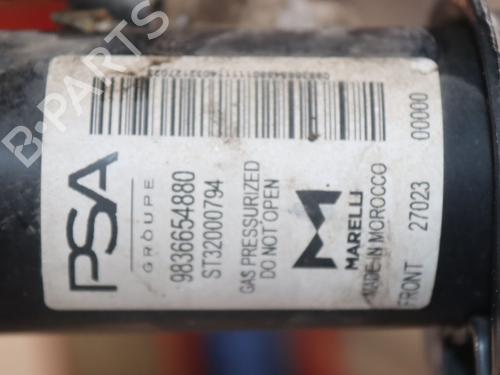 PSA
GROUPE
9836654880
ST32000794
GAS PRESSURIZED
DO NOT OPEN
MARELLI
MADE IN MOROCCO
FRONT 27023 00000
B-PARTS